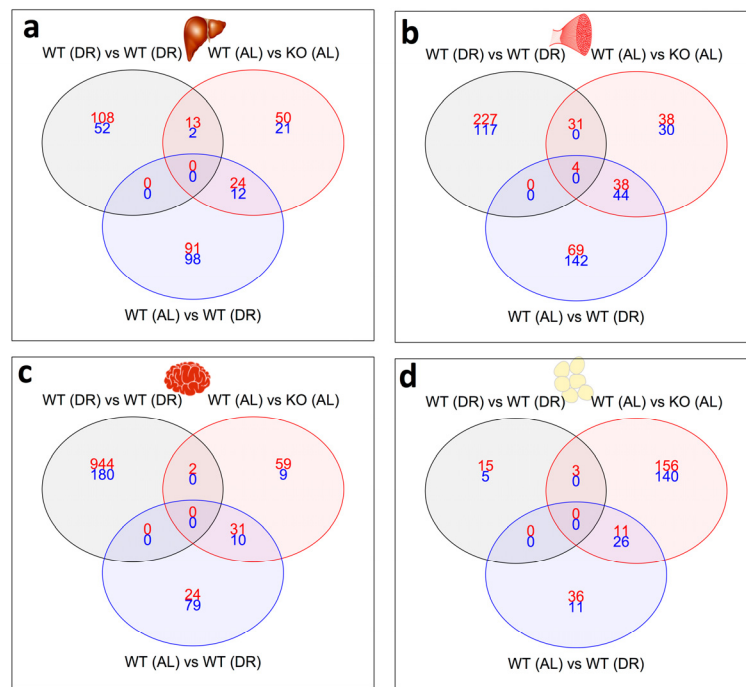 a
WT (DR) vs WT (DR) WT (AL) vs KO (AL)
108 13 50
52 2 21
0 0 24
0 0 12
91
98
WT (AL) vs WT (DR)
b
WT (DR) vs WT (DR) WT (AL) vs KO (AL)
227 31 38
117 0 30
4
0
0 38
0 44
69
142
WT (AL) vs WT (DR)
c
WT (DR) vs WT (DR) WT (AL) vs KO (AL)
944 2 59
180 0 9
0
0
0 31
0 10
24
79
WT (AL) vs WT (DR)
d
WT (DR) vs WT (DR) WT (AL) vs KO (AL)
15 3 156
5 0 140
0
0
0 11
0 26
36
11
WT (AL) vs WT (DR)